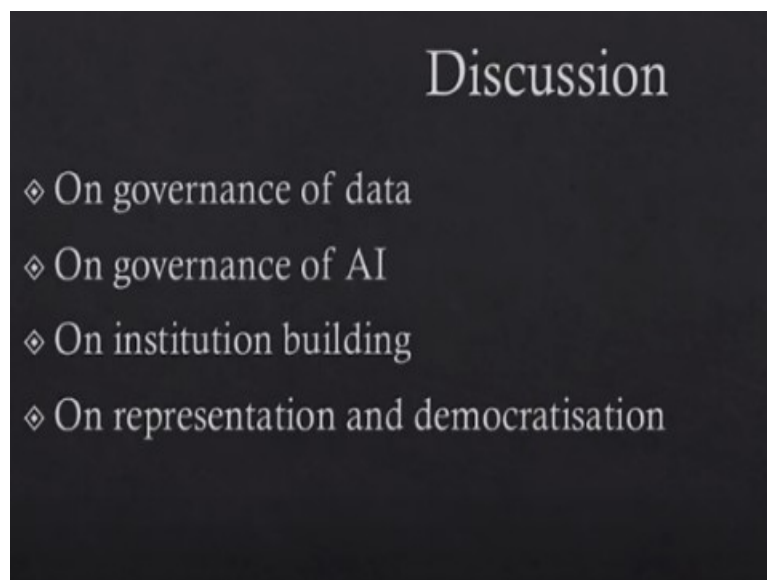 Discussion
On governance of data
On governance of AI
On institution building
On representation and democratisation